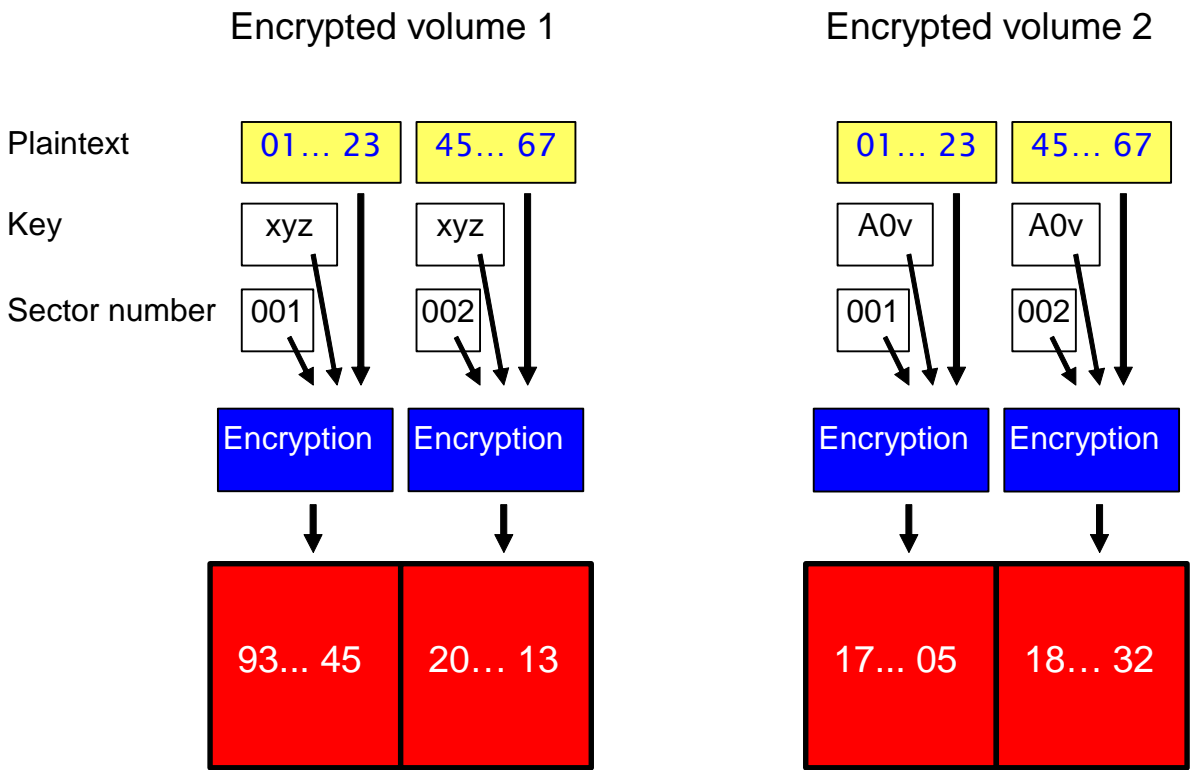 Encrypted volume 1 Encrypted volume 2
Plaintext 01... 23 45... 67 01... 23 45... 67
Key xyz xyz A0v A0v
Sector number 001 002 001 002
Encryption Encryption Encryption Encryption
93... 45 20... 13 17... 05 18... 32